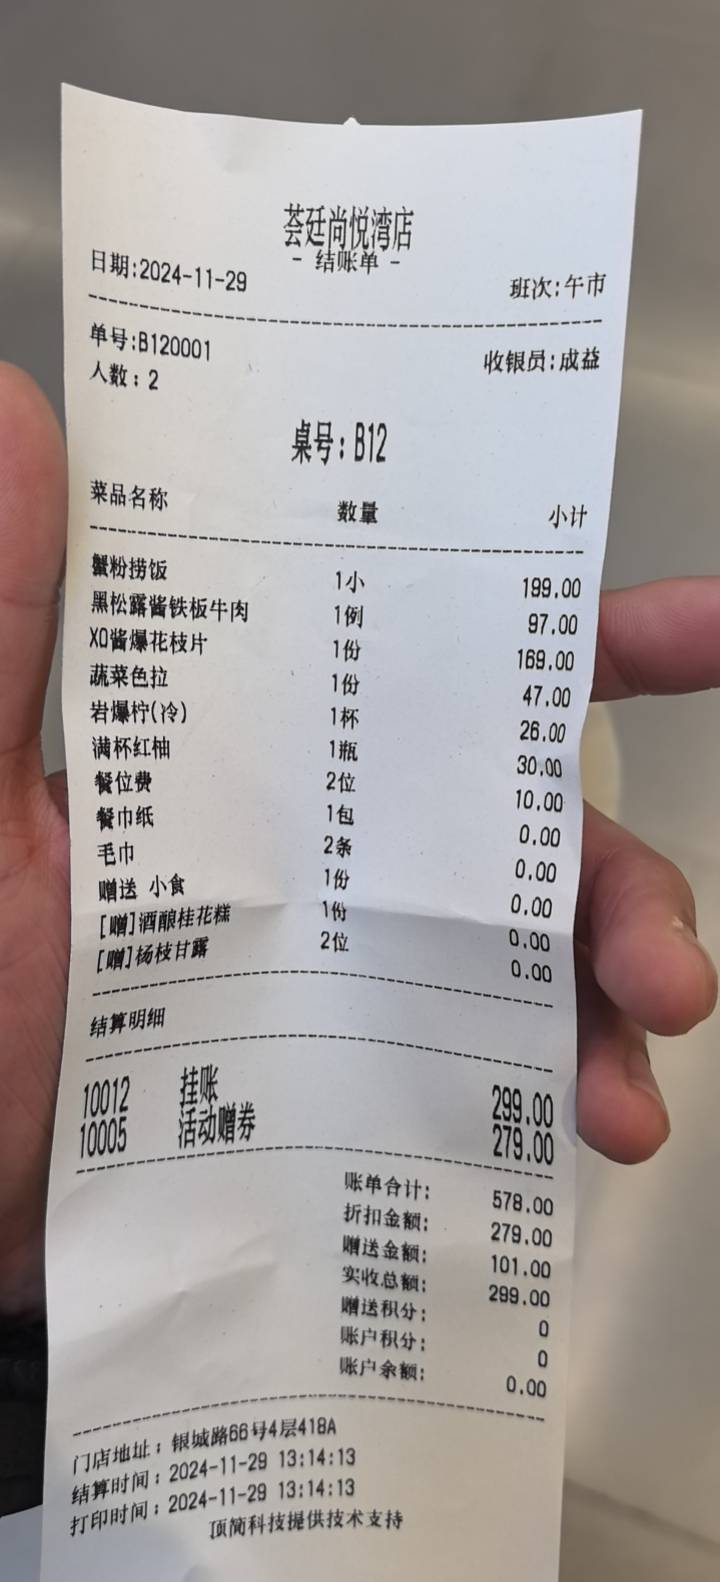 荟廷尚悦湾店
- 结账单 -
日期:2024-11-29 班次:午市
单号:B120001 收银员:成益
人数: 2
桌号: B12
菜品名称 数量 小计
蟹粉捞饭 1小 199.00
黑松露酱铁板牛肉 1例 97.00
XO酱爆花枝片 1份 169.00
蔬菜色拉 1份 47.00
岩爆柠(冷) 1杯 26.00
满杯红柚 1瓶 30.00
餐位费 2位 10.00
餐巾纸 1包 0.00
毛巾 2条 0.00
赠送 小食 1份 0.00
[赠]酒酿桂花糕 1份 0.00
[赠]杨枝甘露 2位 0.00
结算明细
10012 挂账 299.00
10005 活动赠券 279.00
账单合计: 578.00
折扣金额: 279.00
赠送金额: 101.00
实收总额: 299.00
赠送积分: 0
账户积分: 0
账户余额: 0.00
门店地址: 银城路66号4层418A
结算时间: 2024-11-29 13:14:13
打印时间: 2024-11-29 13:14:13
顶简科技提供技术支持